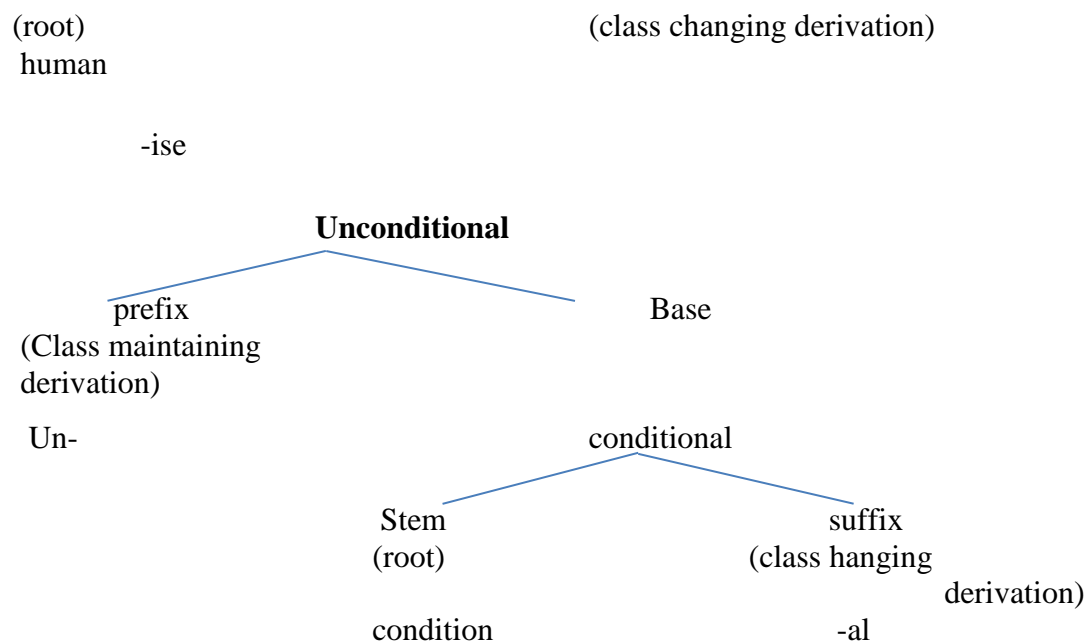 (root) (class changing derivation)
human
-ise
Unconditional
prefix Base
(Class maintaining
derivation)
Un- conditional
Stem suffix
(root) (class hanging
derivation)
condition -al